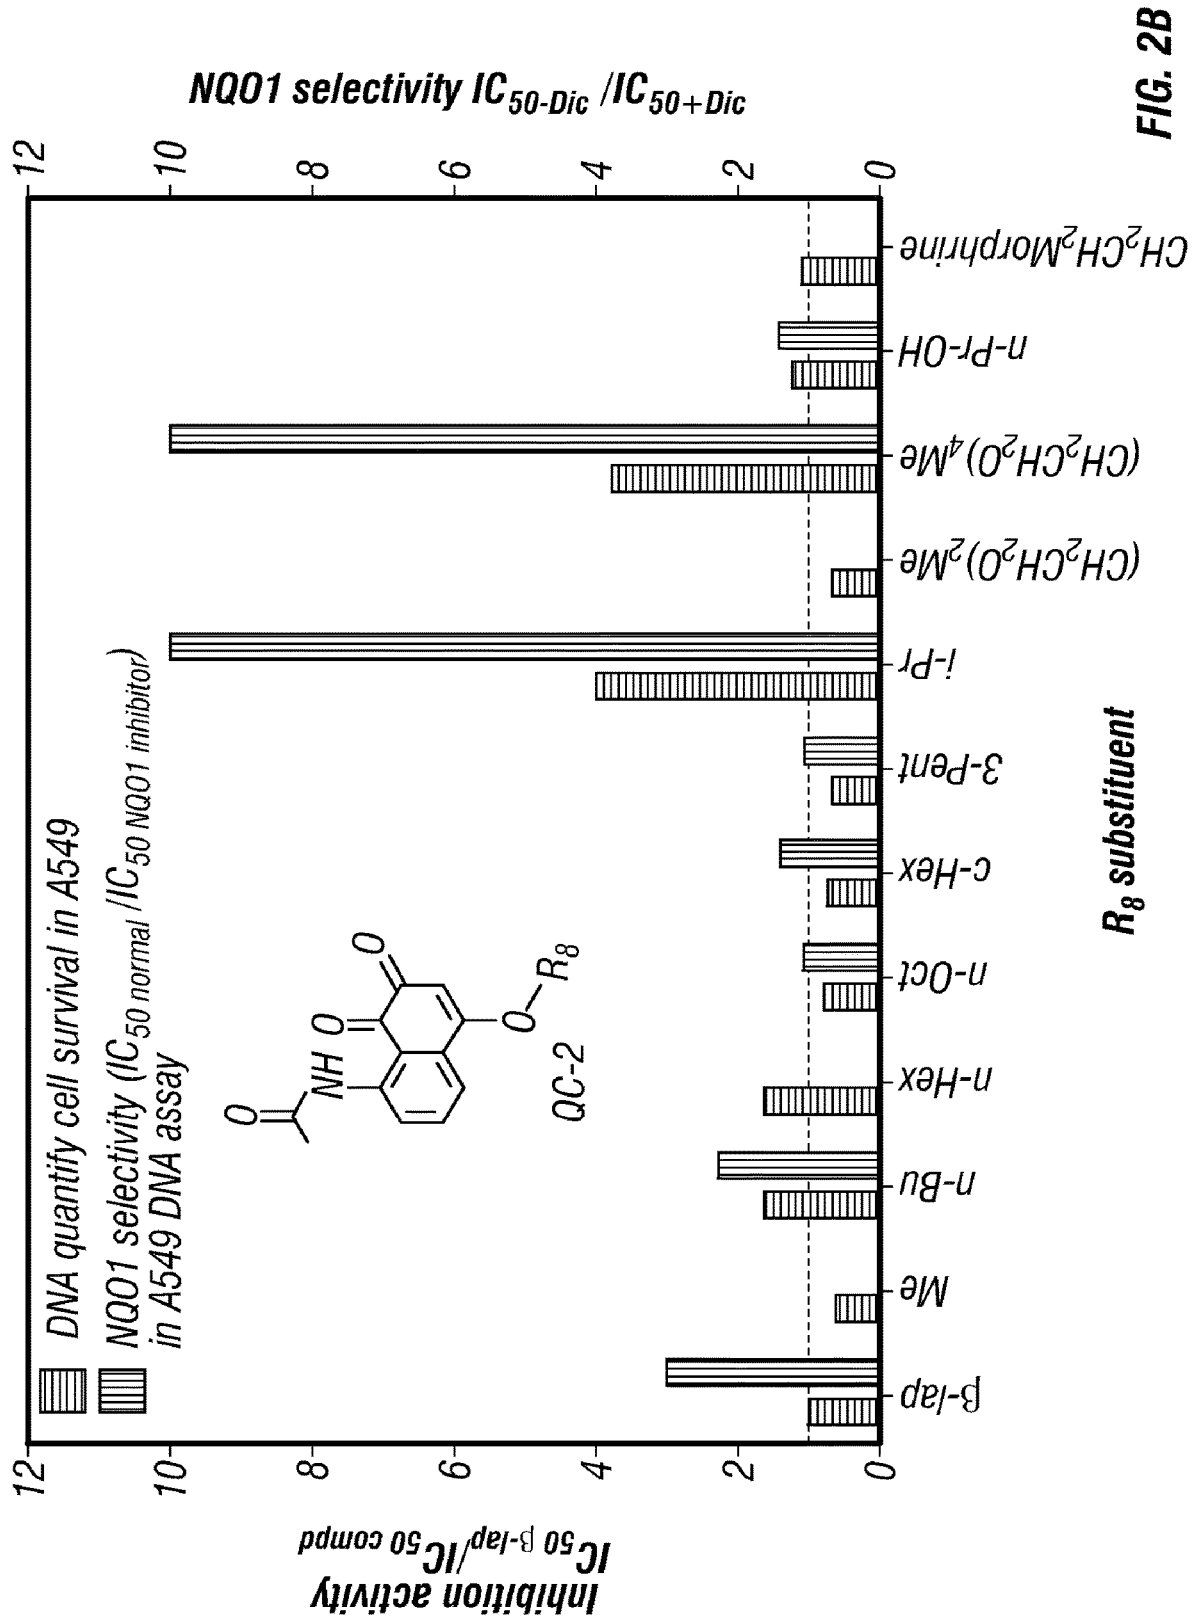 DNA quantify cell survival in A549
NQO1 selectivity (IC50 normal/IC50 NQO1 inhibitor)
in A549 DNA assay
O
NH
O
O
O
R8
QC-2
Inhibition activity
IC50 β-lap/IC50 compd
12
10
8
6
4
2
0
NQO1 selectivity IC50-Dic /IC50+Dic
12
10
8
6
4
2
0
β-lap
Me
n-Bu
n-Hex
n-Oct
c-Hex
3-Pent
i-Pr
(CH2CH2O)2Me
(CH2CH2O)4Me
n-Pr-OH
CH2CH2Morphrine
R8 substituent
FIG. 2B